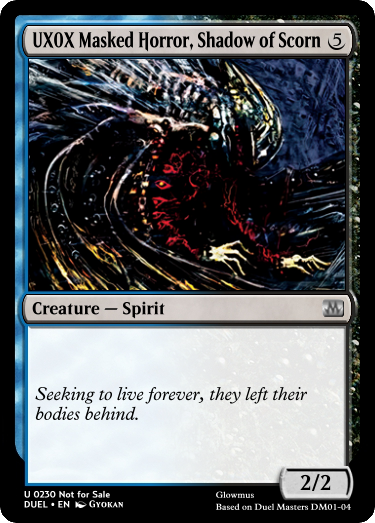 UX0X Masked Horror, Shadow of Scorn 5
Creature — Spirit
Seeking to live forever, they left their
bodies behind.
2/2
U 0230 Not for Sale
DUEL • EN Gyokan
Glowmus
Based on Duel Masters DM01-04